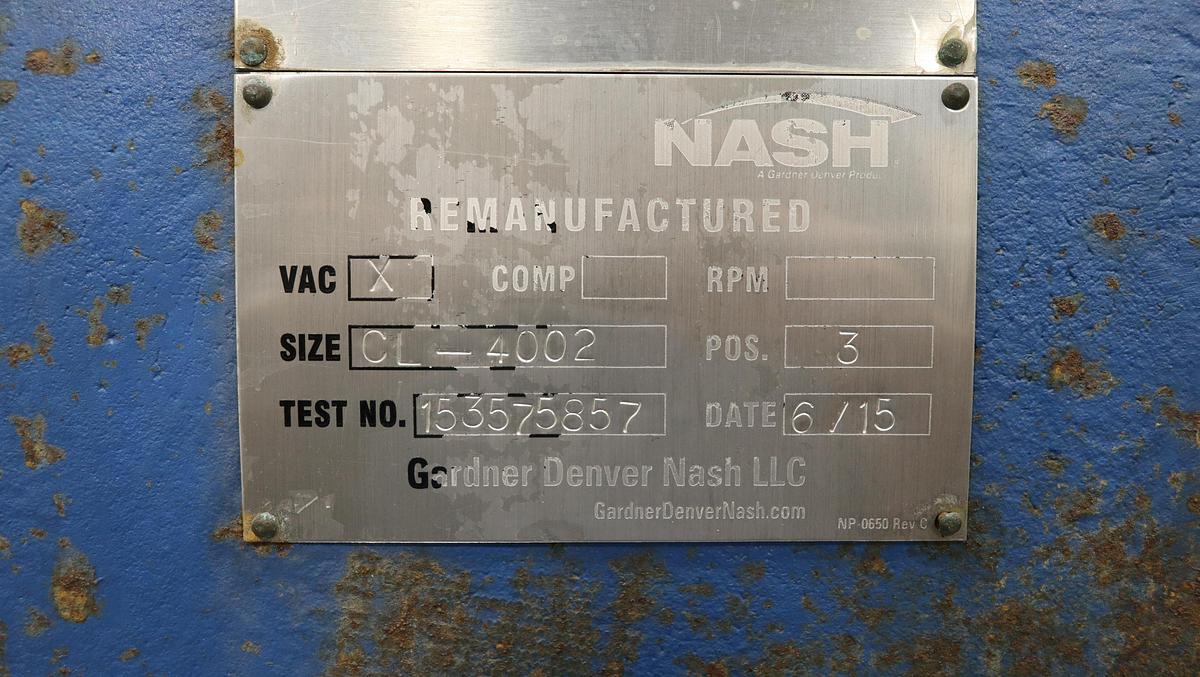 NASH
A Gardner Denver Product
REMANUFACTURED
VAC X COMP RPM
SIZE CL-4002 POS. 3
TEST NO. 153575857 DATE 6/15
Gardner Denver Nash LLC
GardnerDenverNash.com
NP-0650 Rev C